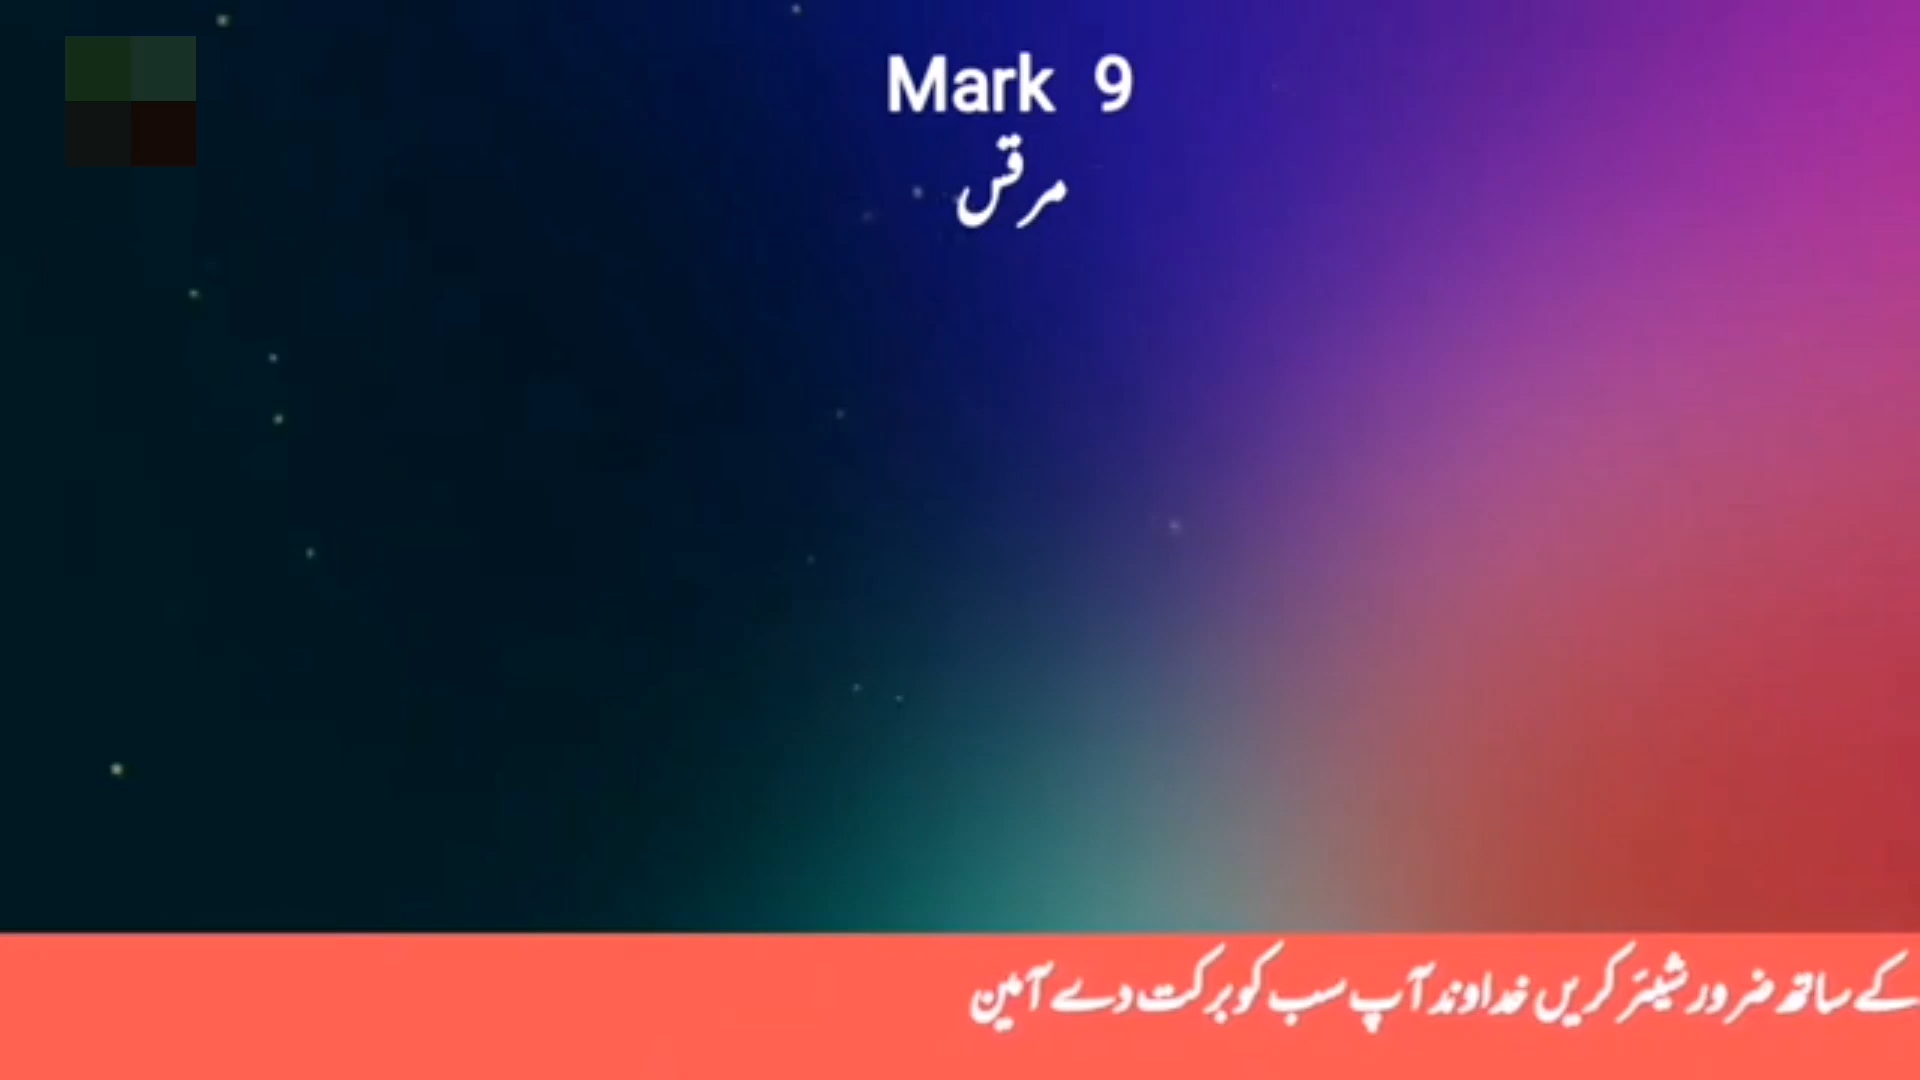 Mark 9
مرقس
کے ساتھ ضرور شیئر کریں خداوند آپ سب کو برکت دے آمین